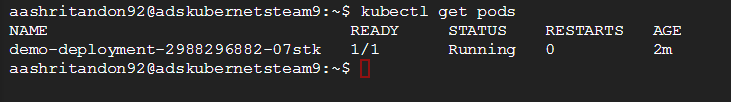 aashritandon92@adskubernetsteam9:~$ kubectl get pods
NAME READY STATUS RESTARTS AGE
demo-deployment-2988296882-07stk 1/1 Running 0 2m
aashritandon92@adskubernetsteam9:~$